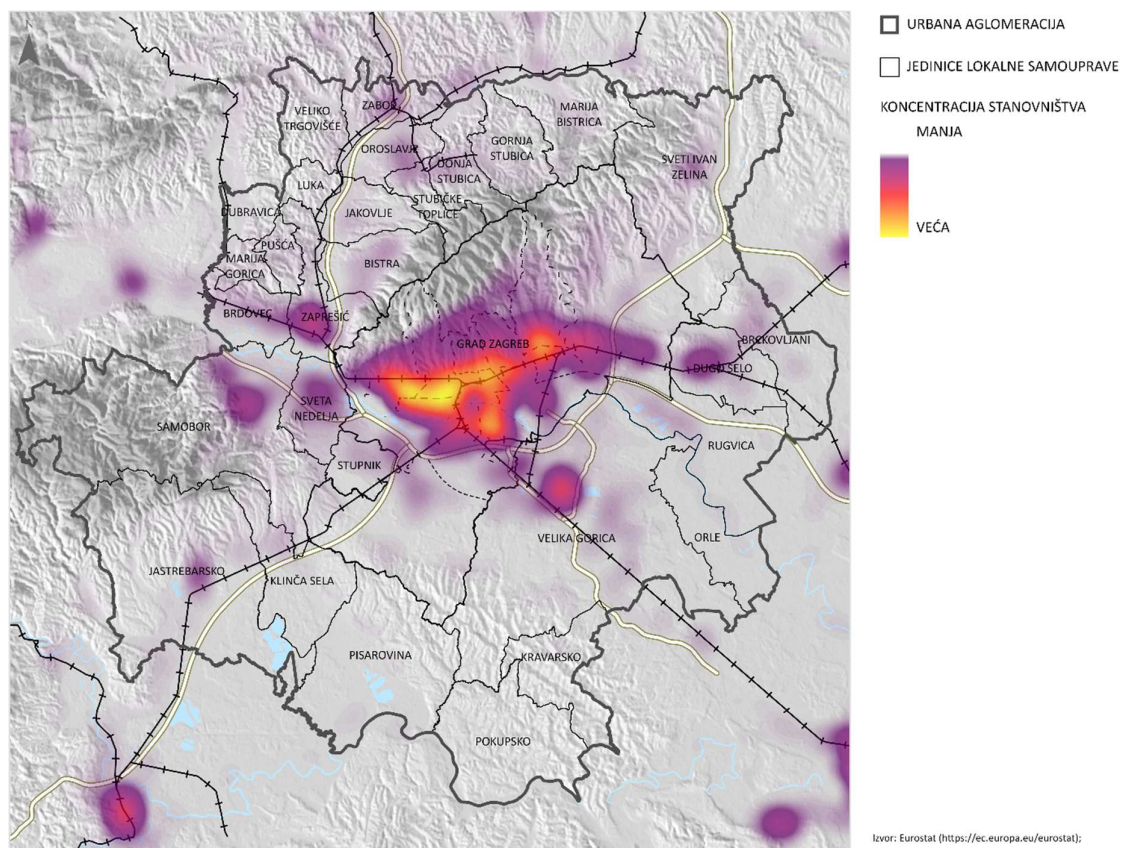 URBANA AGLOMERACIJA
JEDINICE LOKALNE SAMOUPRAVE
KONCENTRACIJA STANOVNIŠTVA
MANJA
VEĆA
ZABOK
VELIKO
TRGOVIŠĆE
MARIJA
BISTRICA
GORNJA
STUBICA
OROSLAVJE
DONJA
STUBICA
SVETI IVAN
ZELINA
LUKA
STUBIČKE
TOPLICE
DUBRAVICA
JAKOVLJE
PUŠĆA
MARIJA
GORICA
BISTRA
BRDOVEC
ZAPREŠIĆ
GRAD ZAGREB
BRCKOVLJANI
DUGO SELO
SVETA
NEDELJA
SAMOBOR
RUGVICA
STUPNIK
VELIKA GORICA
ORLE
JASTREBARSKO
KLINČA SELA
PISAROVINA
KRAVARSKO
POKUPSKO
Izvor: Eurostat (https://ec.europa.eu/eurostat);